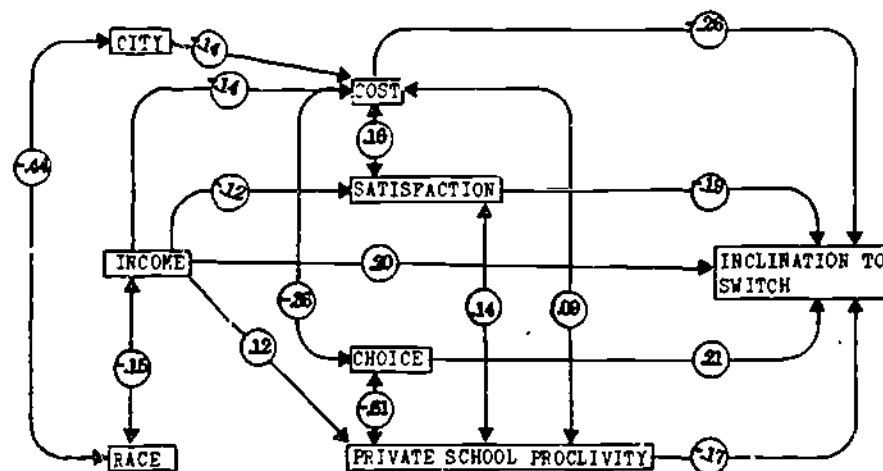 CITY
-.14
-.26
.14
COST
.16
-.44
-.12
SATISFACTION
-.19
INCOME
.20
INCLINATION TO
SWITCH
-.36
.14
.09
.12
CHOICE
.21
-.15
-.61
RACE
PRIVATE SCHOOL PROCLIVITY
-.17